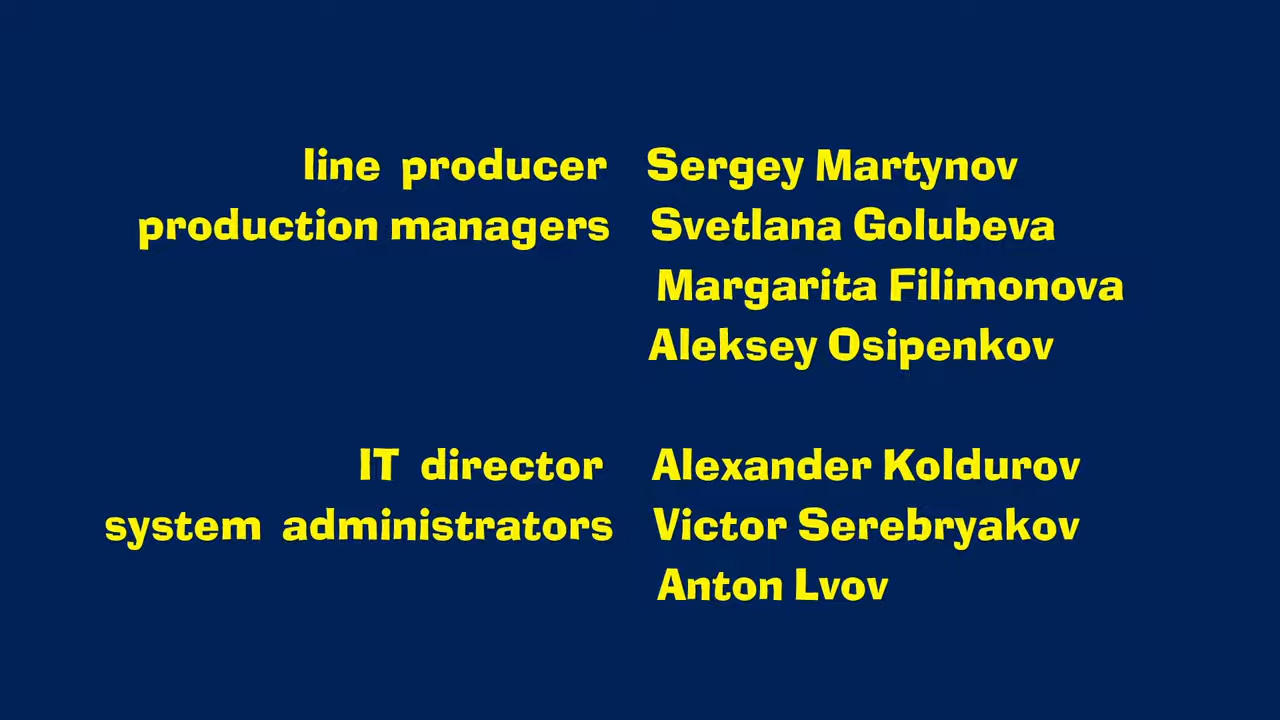 line producer Sergey Martynov
production managers Svetlana Golubeva
Margarita Filimonova
Aleksey Osipenkov
IT director Alexander Koldurov
system administrators Victor Serebryakov
Anton Lvov